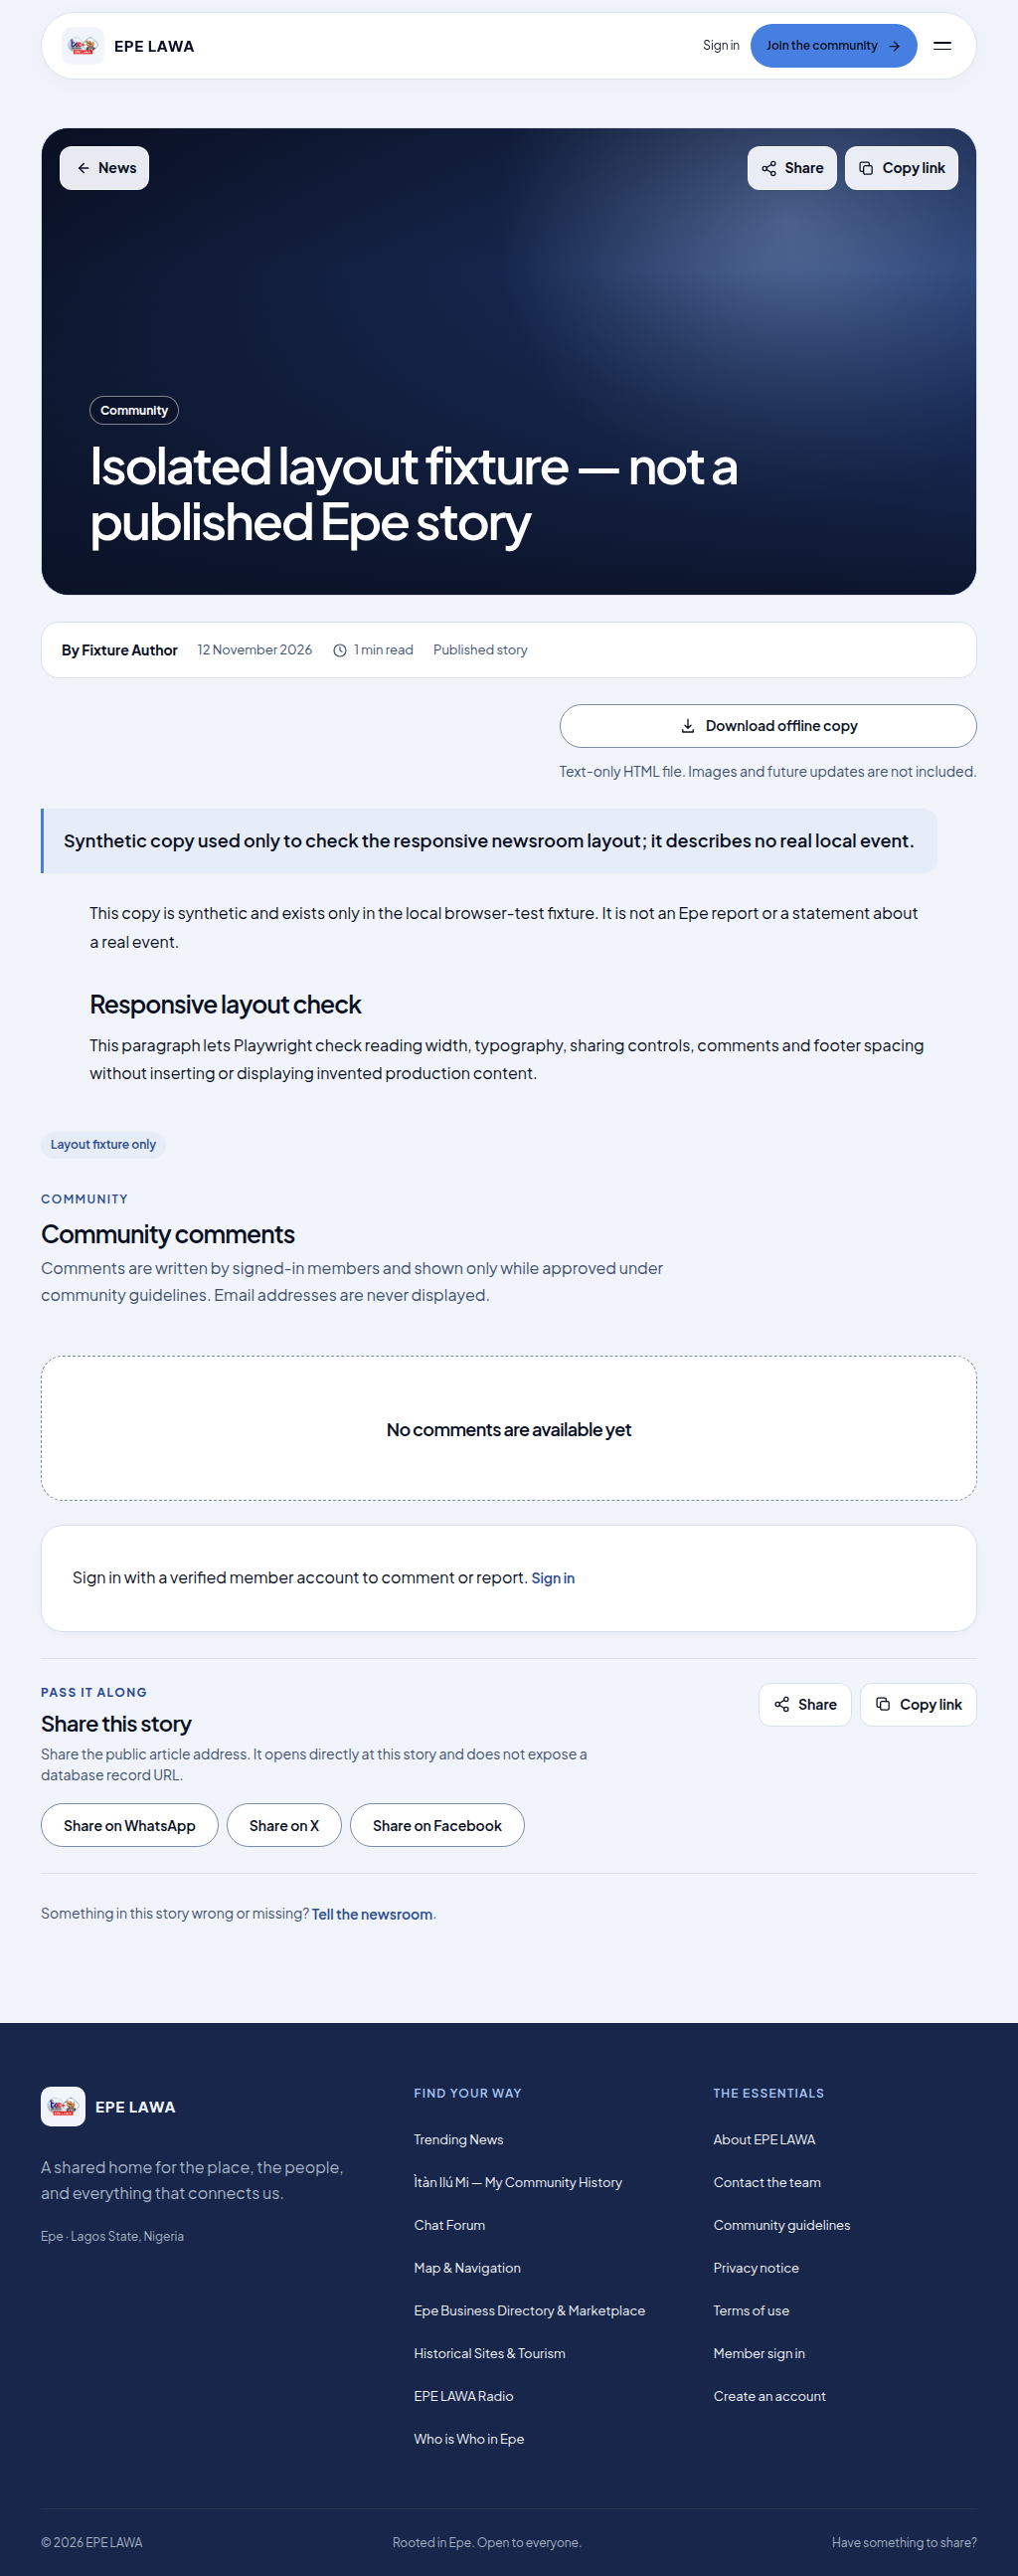 EPE LAWA
Sign in
Join the community
News
Share
Copy link
Community
Isolated layout fixture — not a
published Epe story
By Fixture Author
12 November 2026
1 min read
Published story
Download offline copy
Text-only HTML file. Images and future updates are not included.
Synthetic copy used only to check the responsive newsroom layout; it describes no real local event.
This copy is synthetic and exists only in the local browser-test fixture. It is not an Epe report or a statement about
a real event.
Responsive layout check
This paragraph lets Playwright check reading width, typography, sharing controls, comments and footer spacing
without inserting or displaying invented production content.
Layout fixture only
COMMUNITY
Community comments
Comments are written by signed-in members and shown only while approved under
community guidelines. Email addresses are never displayed.
No comments are available yet
Sign in with a verified member account to comment or report. Sign in
PASS IT ALONG
Share this story
Share the public article address. It opens directly at this story and does not expose a
database record URL.
Share
Copy link
Share on WhatsApp
Share on X
Share on Facebook
Something in this story wrong or missing? Tell the newsroom.
EPE LAWA
A shared home for the place, the people,
and everything that connects us.
Epe · Lagos State, Nigeria
FIND YOUR WAY
Trending News
Ìtàn Ilú Mi — My Community History
Chat Forum
Map & Navigation
Epe Business Directory & Marketplace
Historical Sites & Tourism
EPE LAWA Radio
Who is Who in Epe
THE ESSENTIALS
About EPE LAWA
Contact the team
Community guidelines
Privacy notice
Terms of use
Member sign in
Create an account
© 2026 EPE LAWA
Rooted in Epe. Open to everyone.
Have something to share?